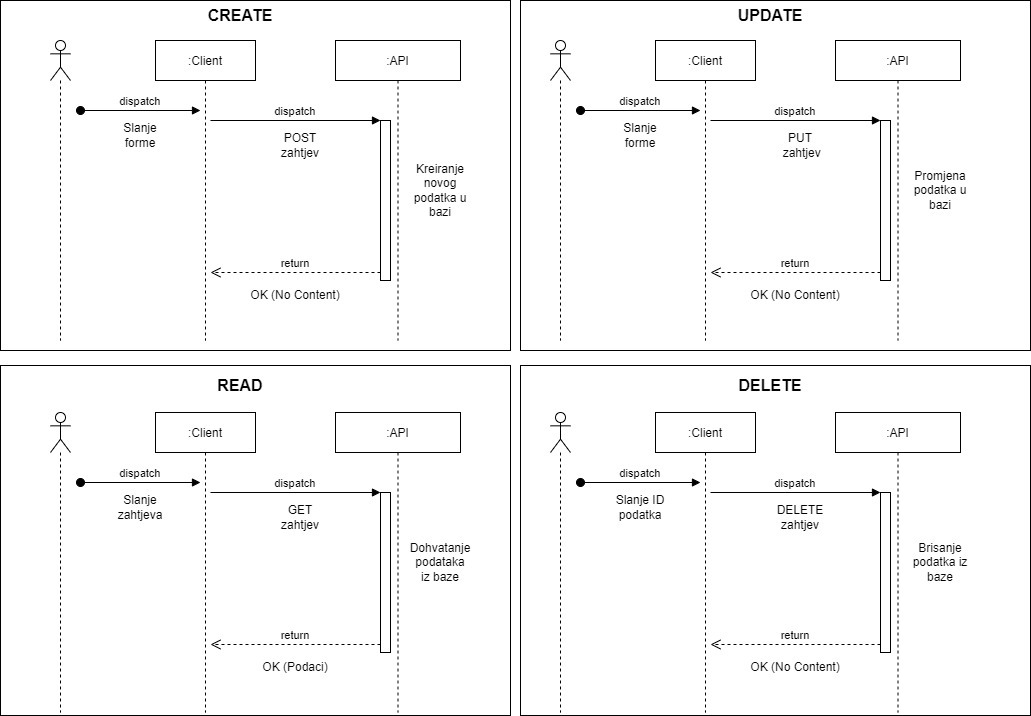 CREATE
:Client
:API
dispatch
Slanje
forme
dispatch
POST
zahtjev
Kreiranje
novog
podatka u
bazi
return
OK (No Content)
UPDATE
:Client
:API
dispatch
Slanje
forme
dispatch
PUT
zahtjev
Promjena
podatka u
bazi
return
OK (No Content)
READ
:Client
:API
dispatch
Slanje
zahtjeva
dispatch
GET
zahtjev
Dohvatanje
podataka
iz baze
return
OK (Podaci)
DELETE
:Client
:API
dispatch
Slanje ID
podatka
dispatch
DELETE
zahtjev
Brisanje
podatka iz
baze
return
OK (No Content)